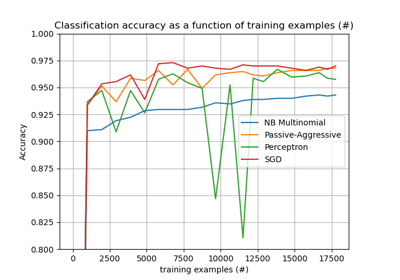 Classification accuracy as a function of training examples (#)
1.000
0.975
0.950
0.925
0.900
0.875
0.850
0.825
0.800
Accuracy
NB Multinomial
Passive-Aggressive
Perceptron
SGD
0 2500 5000 7500 10000 12500 15000 17500
training examples (#)